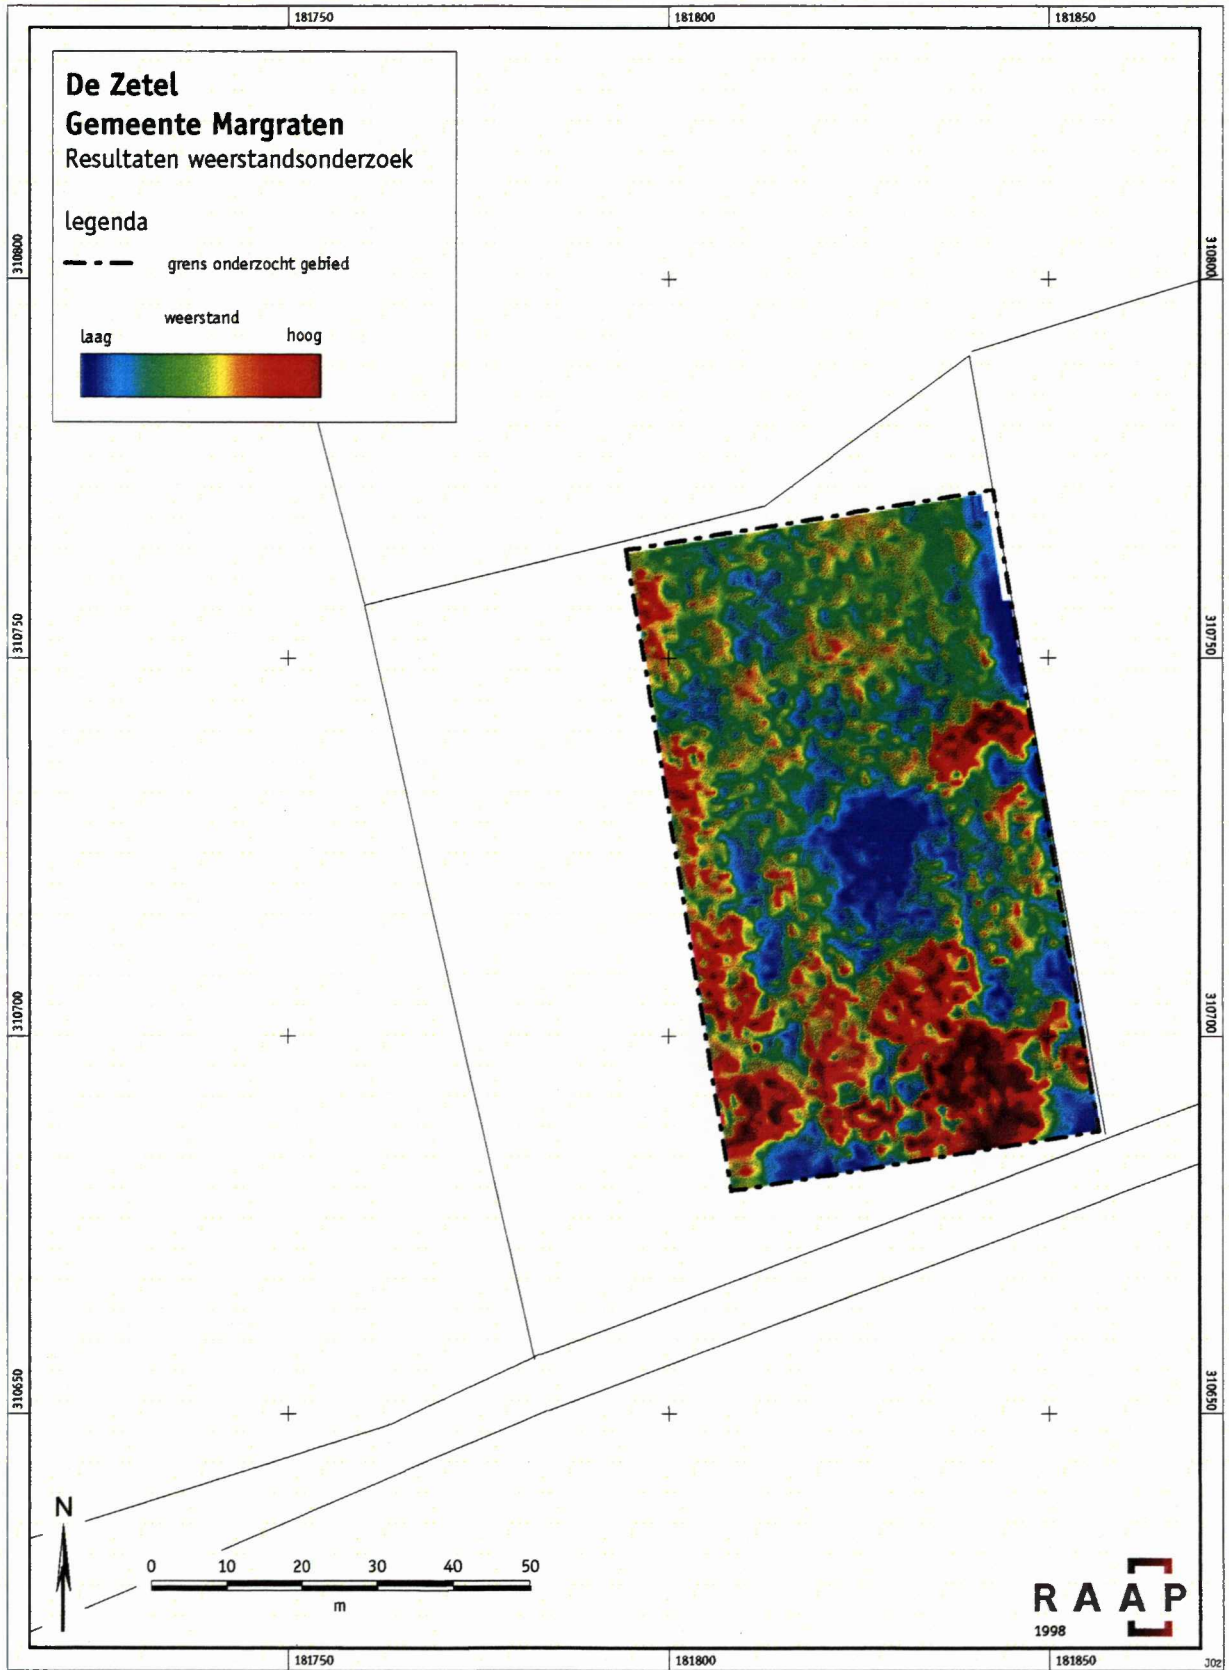 181750
181800
181850
De Zetel
Gemeente Margraten
Resultaten weerstandsonderzoek
legenda
grens onderzocht gebied
weerstand
laag
hoog
310800
310800
310750
310750
310700
310700
310650
310650
N
0 10 20 30 40 50
m
RAAP
1998
181750
181800
181850
J02